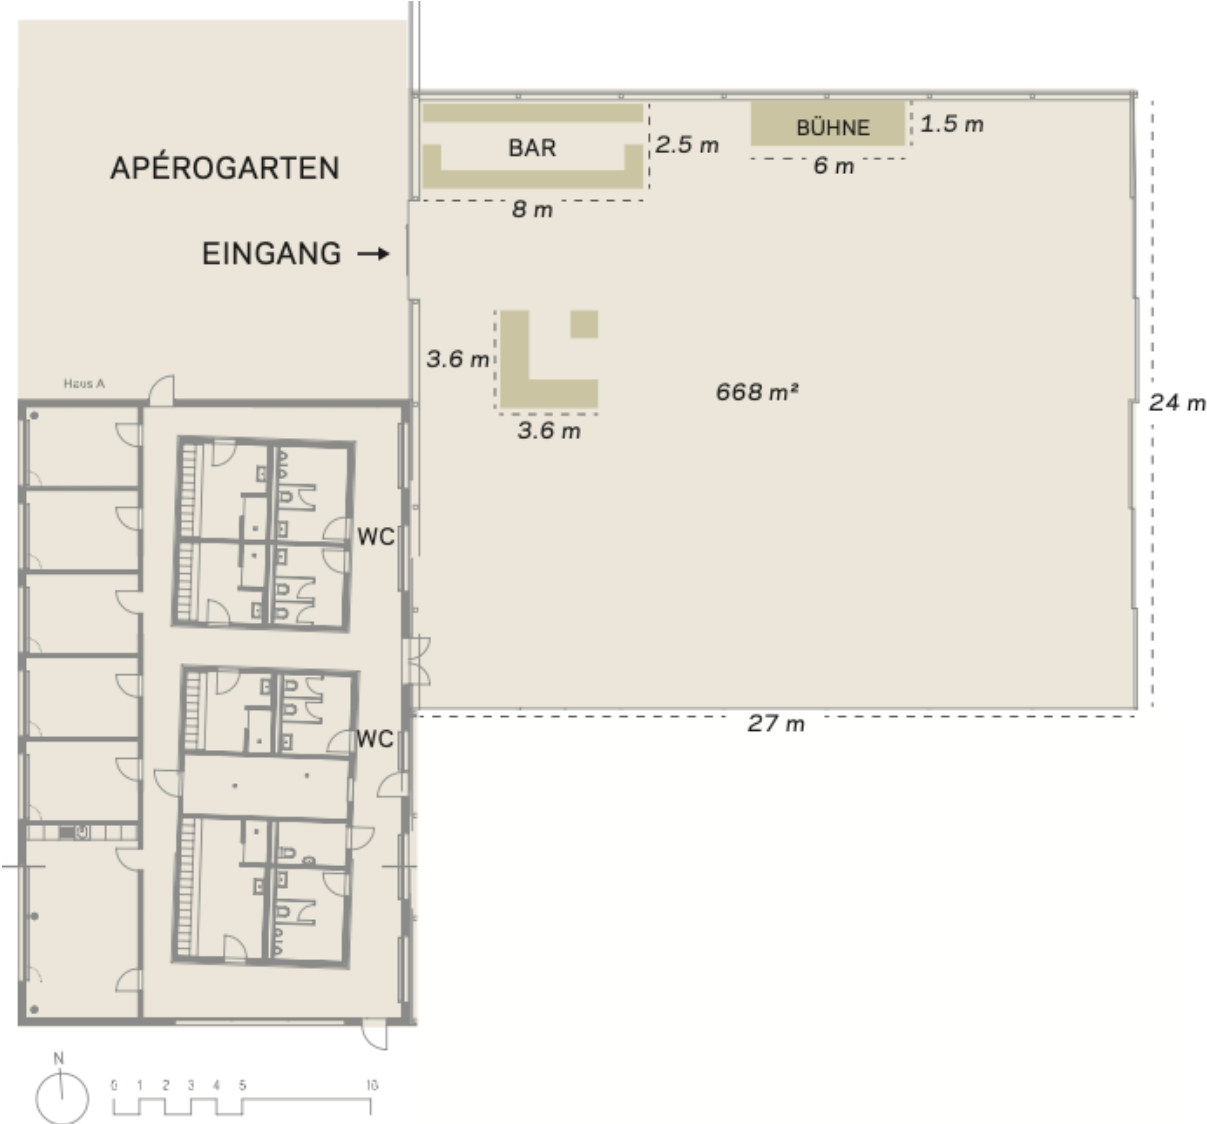 APÉROGARTEN
EINGANG →
BAR
2.5 m
8 m
BÜHNE
1.5 m
6 m
3.6 m
3.6 m
668 m²
24 m
27 m
Haus A
WC
WC
N
0 1 2 3 4 5 10